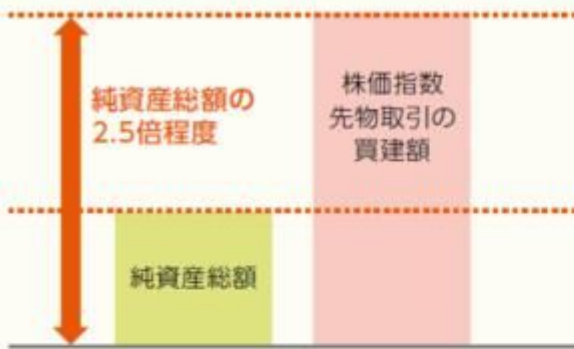 純資産総額の
2.5倍程度
株価指数
先物取引の
買建額
純資産総額